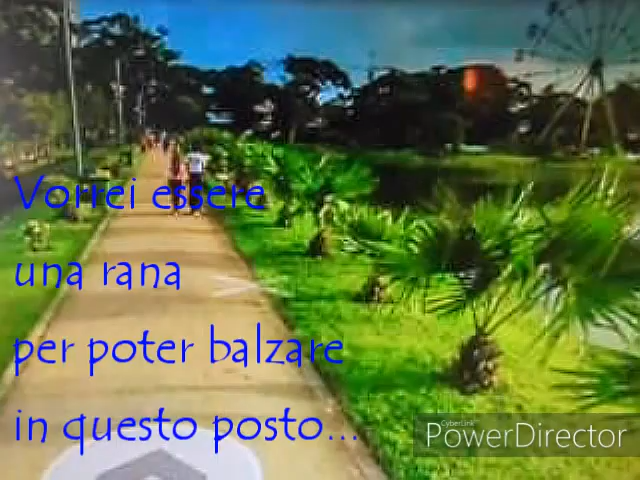 Vorrei essere
una rana
per poter balzare
in questo posto...
CyberLink
PowerDirector